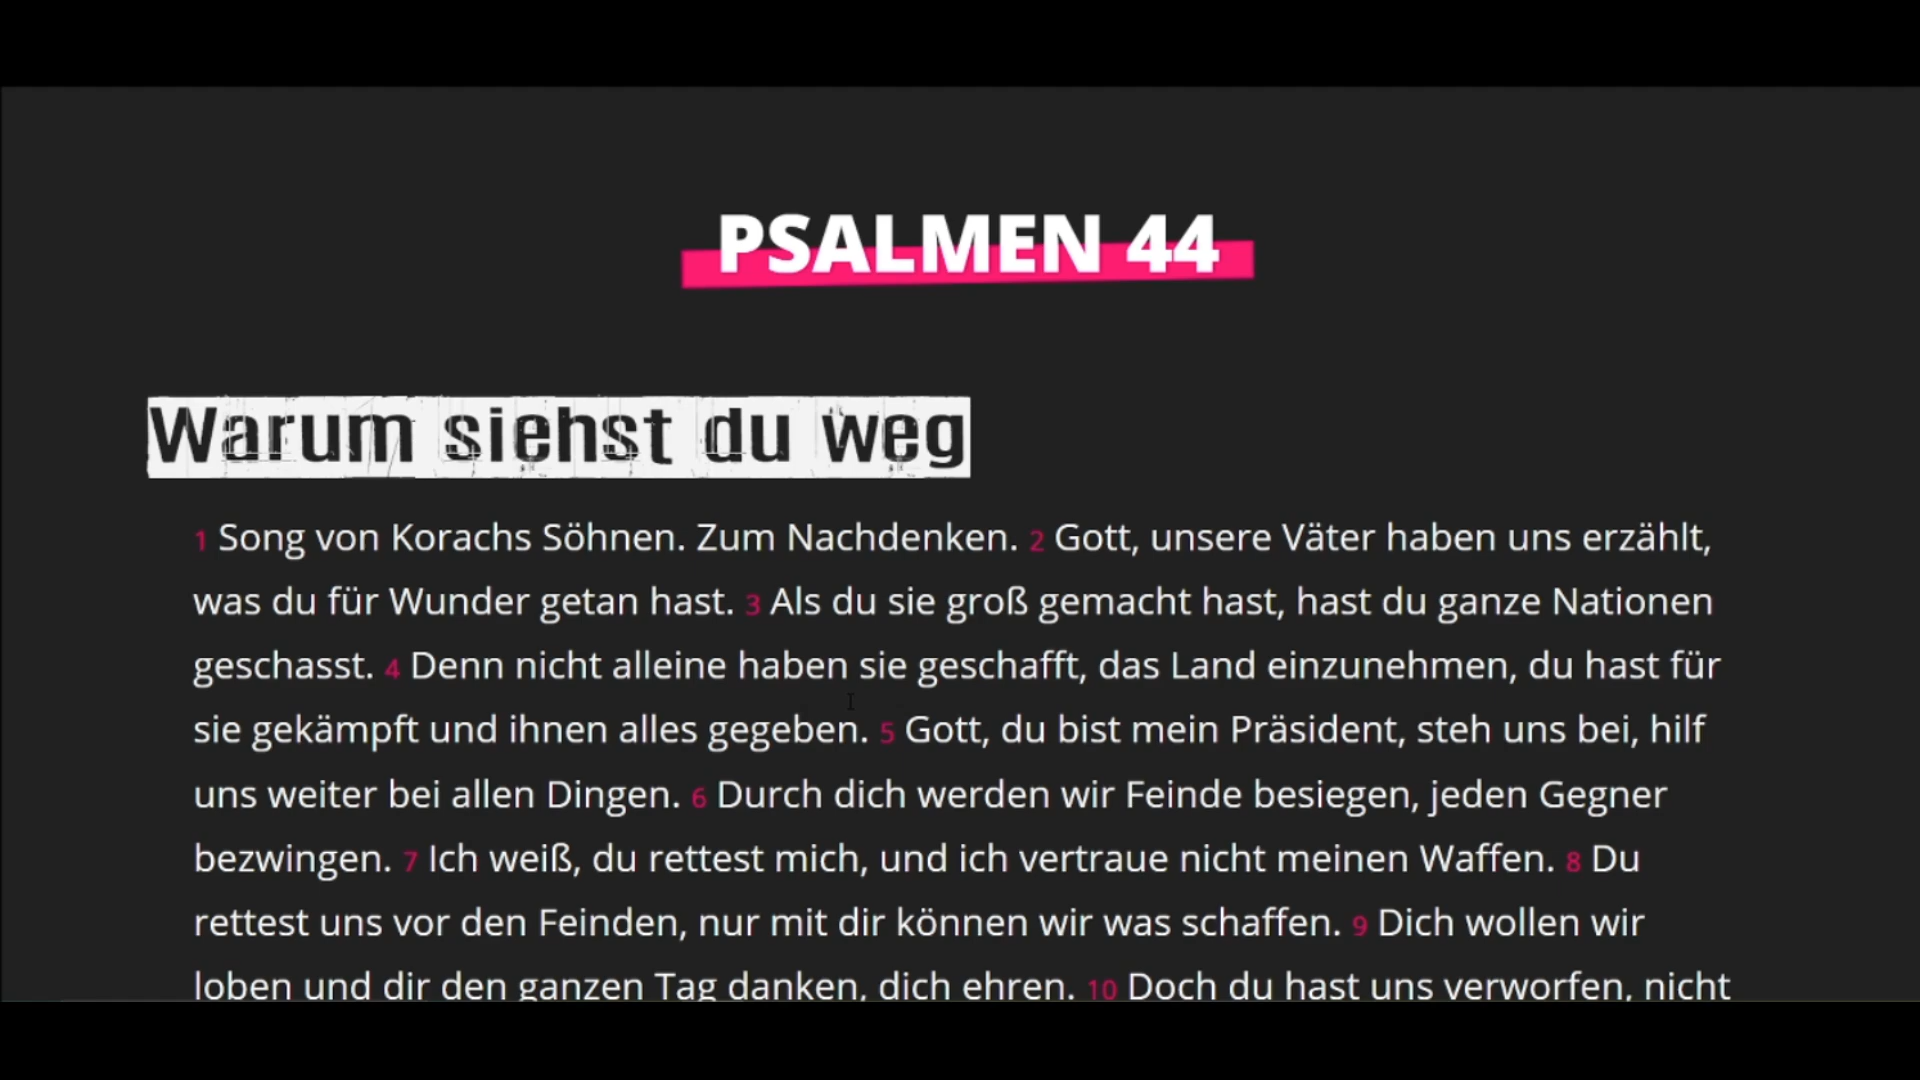 PSALMEN 44
Warum siehst du weg
1 Song von Korachs Söhnen. Zum Nachdenken. 2 Gott, unsere Väter haben uns erzählt,
was du für Wunder getan hast. 3 Als du sie groß gemacht hast, hast du ganze Nationen
geschasst. 4 Denn nicht alleine haben sie geschafft, das Land einzunehmen, du hast für
sie gekämpft und ihnen alles gegeben. 5 Gott, du bist mein Präsident, steh uns bei, hilf
uns weiter bei allen Dingen. 6 Durch dich werden wir Feinde besiegen, jeden Gegner
bezwingen. 7 Ich weiß, du rettest mich, und ich vertraue nicht meinen Waffen. 8 Du
rettest uns vor den Feinden, nur mit dir können wir was schaffen. 9 Dich wollen wir
loben und dir den ganzen Tag danken, dich ehren. 10 Doch du hast uns verworfen, nicht